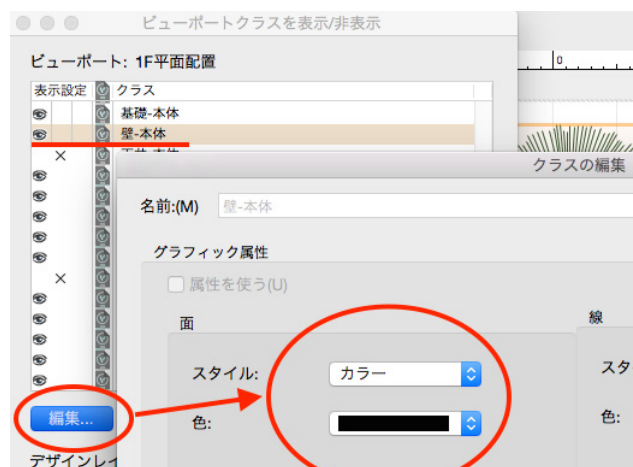 ビューポートクラスを表示/非表示
ビューポート: 1F平面配置
表示設定 クラス
基礎-本体
壁-本体
クラスの編集
名前:(M) 壁-本体
グラフィック属性
属性を使う(U)
面
線
スタイル: カラー
スタ
色:
色:
編集...
デザインレイ
0